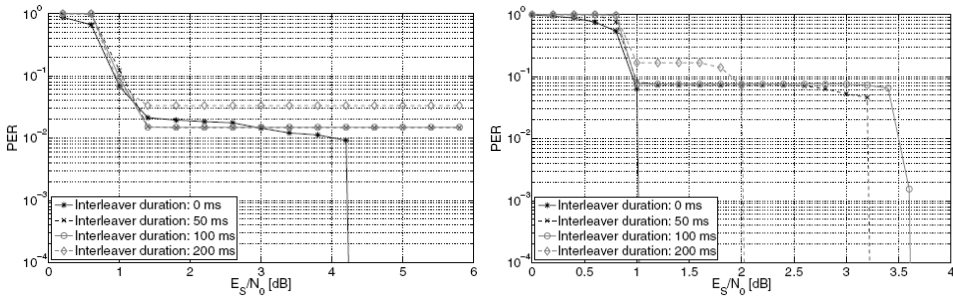 10^0
10^-1
10^-2
10^-3
10^-4
PER
0 1 2 3 4 5 6
E_S/N_0 [dB]
Interleaver duration: 0 ms
Interleaver duration: 50 ms
Interleaver duration: 100 ms
Interleaver duration: 200 ms
10^0
10^-1
10^-2
10^-3
10^-4
PER
0 0.5 1 1.5 2 2.5 3 3.5 4
E_S/N_0 [dB]
Interleaver duration: 0 ms
Interleaver duration: 50 ms
Interleaver duration: 100 ms
Interleaver duration: 200 ms